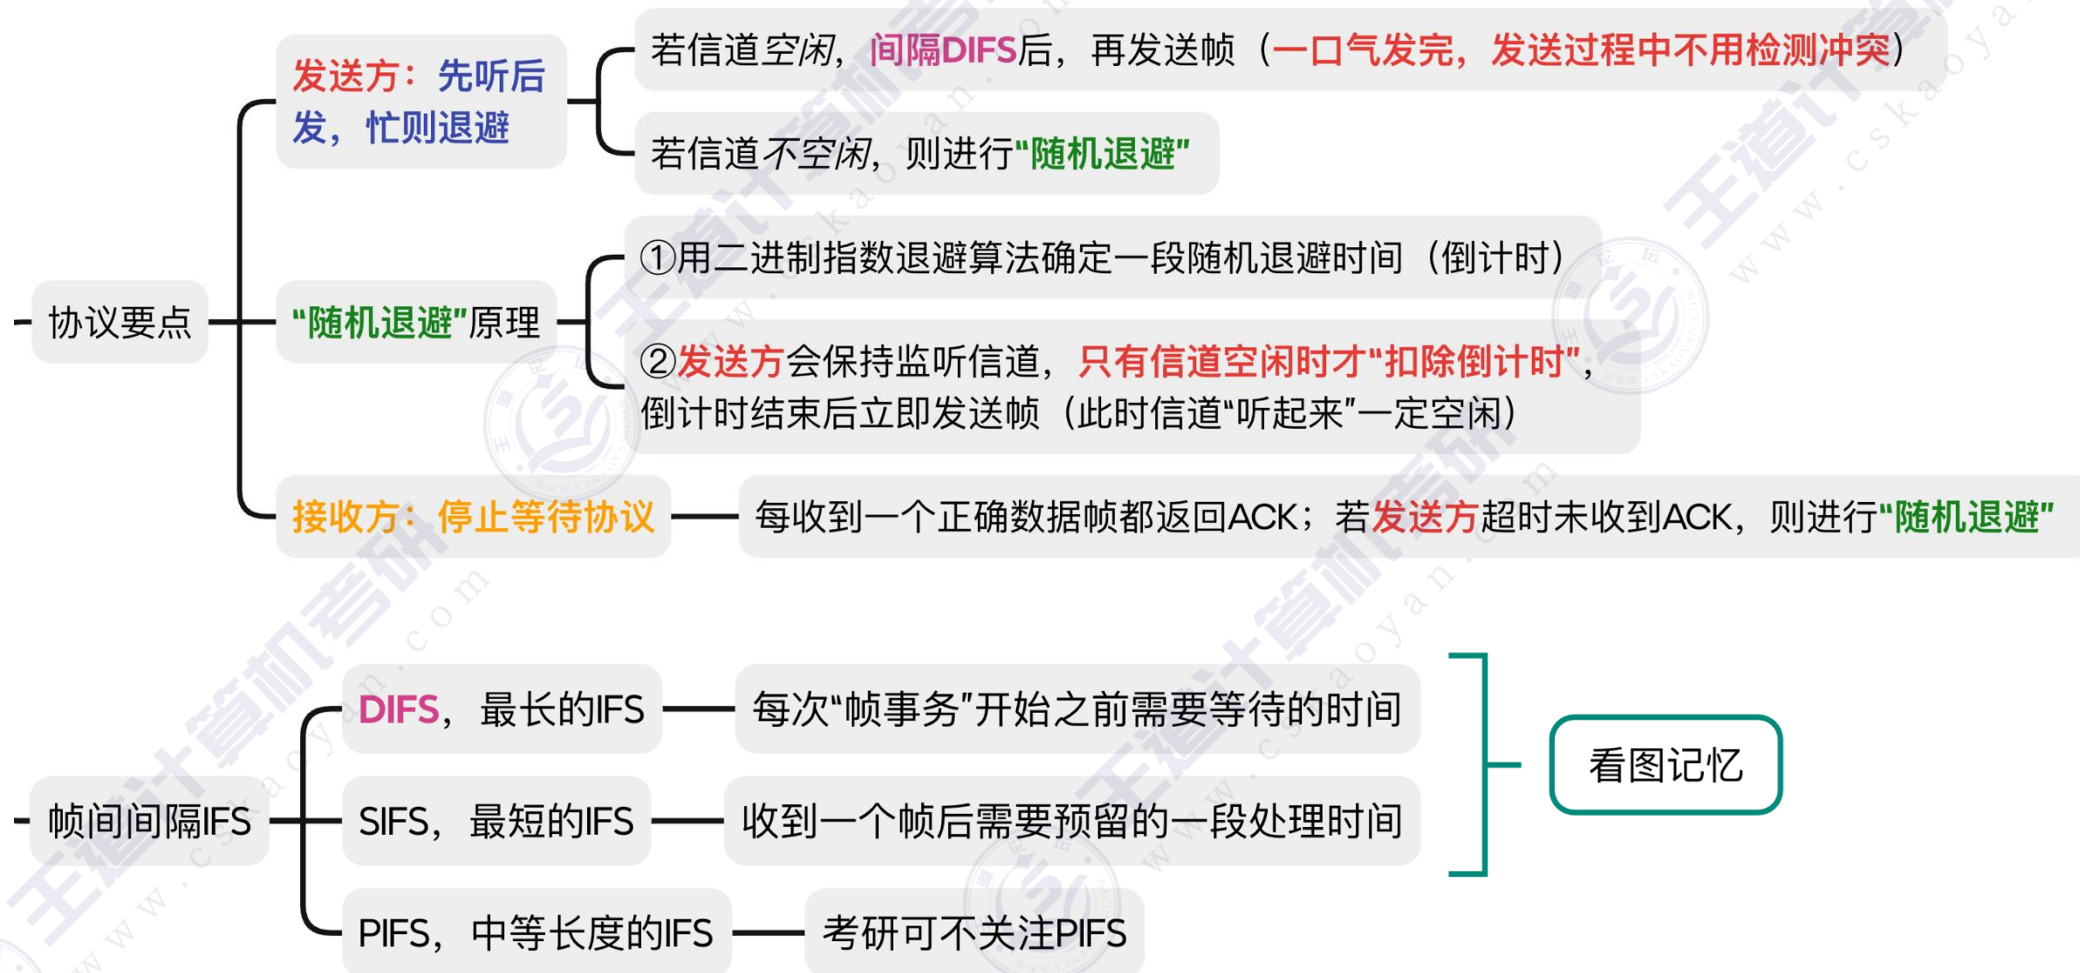 若信道空闲，间隔DIFS后，再发送帧（一口气发完，发送过程中不用检测冲突）
发送方：先听后
发，忙则退避
若信道不空闲，则进行“随机退避”
①用二进制指数退避算法确定一段随机退避时间（倒计时）
协议要点
“随机退避”原理
②发送方会保持监听信道，只有信道空闲时才“扣除倒计时”，
倒计时结束后立即发送帧（此时信道“听起来”一定空闲）
接收方：停止等待协议
每收到一个正确数据帧都返回ACK；若发送方超时未收到ACK，则进行“随机退避”
DIFS，最长的IFS
每次“帧事务”开始之前需要等待的时间
看图记忆
帧间间隔IFS
SIFS，最短的IFS
收到一个帧后需要预留的一段处理时间
PIFS，中等长度的IFS
考研可不关注PIFS
王道计算机考研
www.cskaoyan.com